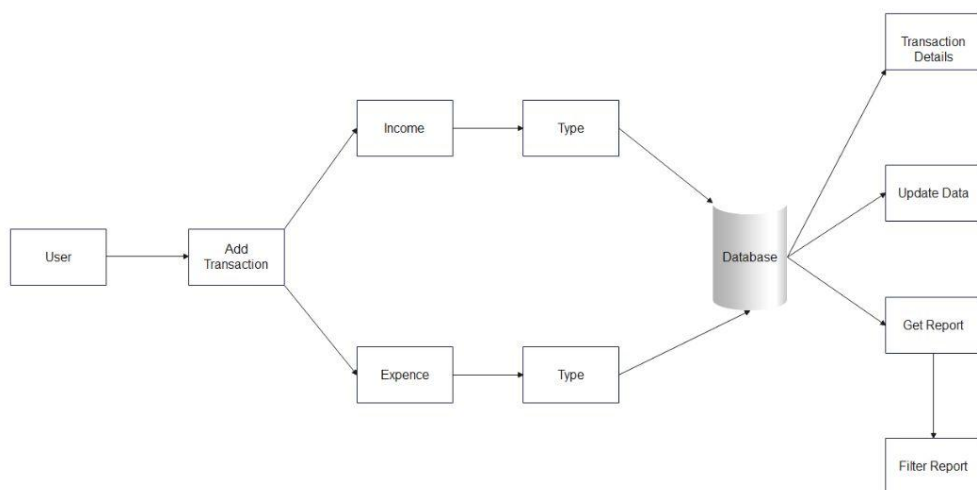 Transaction
Details
Income
Type
Update Data
User
Add
Transaction
Database
Get Report
Expence
Type
Filter Report